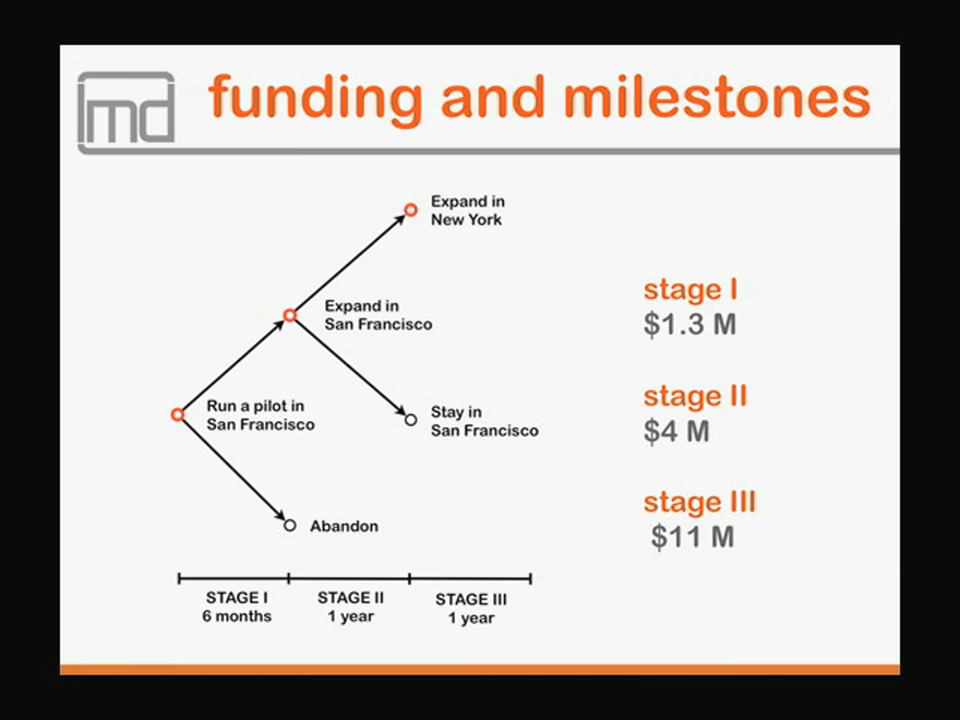 lmd
funding and milestones
Expand in
New York
Expand in
San Francisco
Run a pilot in
San Francisco
Stay in
San Francisco
Abandon
stage I
$1.3 M
stage II
$4 M
stage III
$11 M
STAGE I
6 months
STAGE II
1 year
STAGE III
1 year